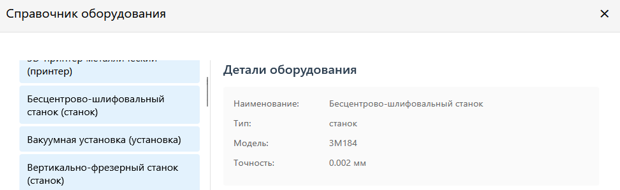 Справочник оборудования
3D-принтер металлический
(принтер)
Бесцентрово-шлифовальный
станок (станок)
Вакуумная установка (установка)
Вертикально-фрезерный станок
(станок)
Детали оборудования
Наименование: Бесцентрово-шлифовальный станок
Тип: станок
Модель: 3М184
Точность: 0.002 мм